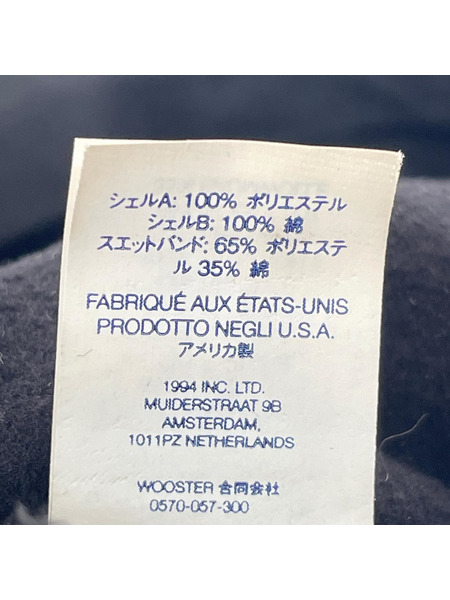 シェルA: 100% ポリエステル
シェルB: 100% 綿
スエットバンド: 65% ポリエステ
ル 35% 綿
FABRIQUÉ AUX ÉTATS-UNIS
PRODOTTO NEGLI U.S.A.
アメリカ製
1994 INC. LTD.
MUIDERSTRAAT 9B
AMSTERDAM,
1011PZ NETHERLANDS
WOOSTER 合同会社
0570-057-300